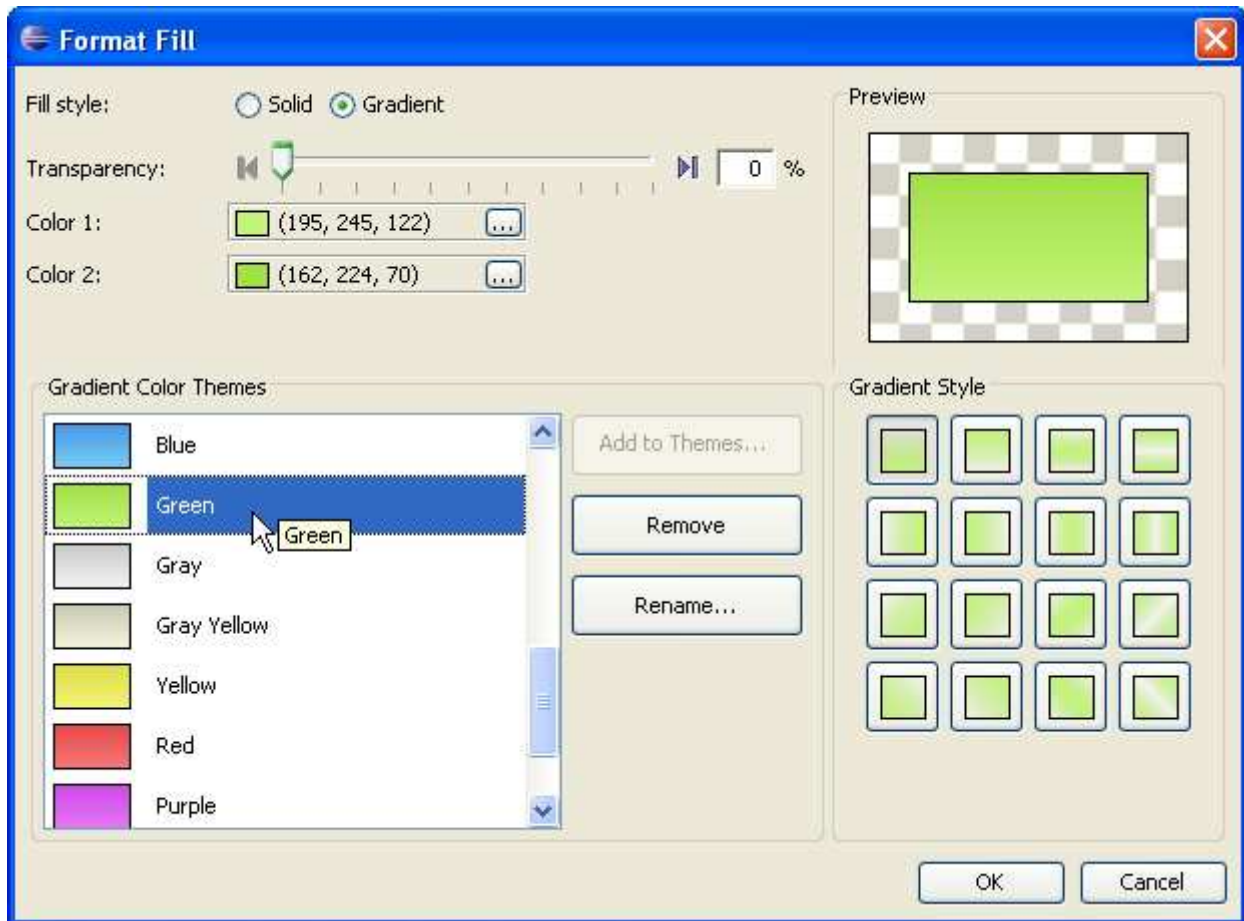 Format Fill
Fill style:
Solid
Gradient
Preview
Transparency:
0 %
Color 1:
(195, 245, 122)
...
Color 2:
(162, 224, 70)
...
Gradient Color Themes
Blue
Green
Green
Gray
Gray Yellow
Yellow
Red
Purple
Add to Themes...
Remove
Rename...
Gradient Style
OK
Cancel